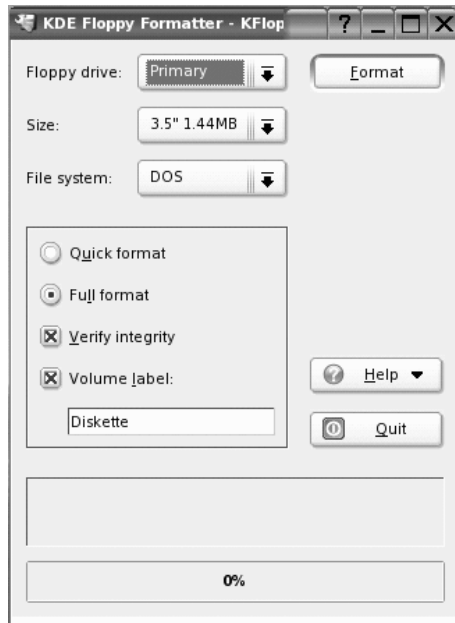 KDE Floppy Formatter - KFlop
Floppy drive: Primary Format
Size: 3.5" 1.44MB
File system: DOS
Quick format
Full format
Verify integrity
Volume label:
Help
Diskette
Quit
0%